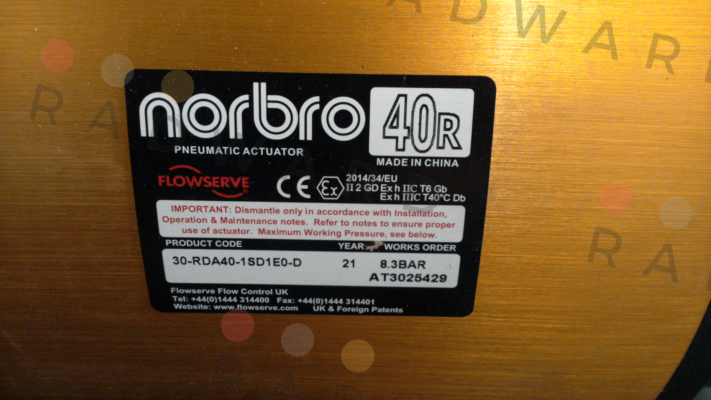 norbro 40R
PNEUMATIC ACTUATOR
MADE IN CHINA
FLOWSERVE
CE Ex 2014/34/EU
II 2 GD Ex h IIC T6 Gb
Ex h IIIC T40°C Db
IMPORTANT: Dismantle only in accordance with Installation,
Operation & Maintenance notes. Refer to notes to ensure proper
use of actuator. Maximum Working Pressure, see below.
PRODUCT CODE YEAR WORKS ORDER
30-RDA40-1SD1E0-D 21 8.3BAR
AT3025429
Flowserve Flow Control UK
Tel: +44(0)1444 314400 Fax: +44(0)1444 314401
Website: www.flowserve.com UK & Foreign Patents
RADWARD